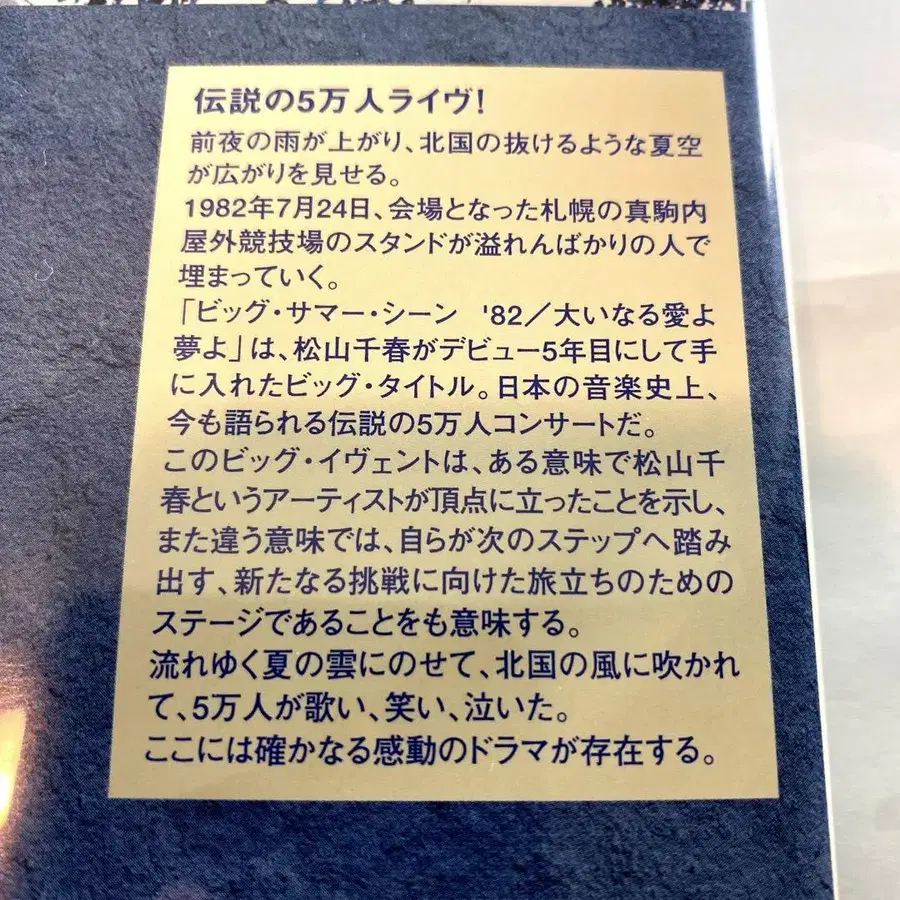 伝説の5万人ライヴ!
前夜の雨が上がり、北国の抜けるような夏空
が広がりを見せる。
1982年7月24日、会場となった札幌の真駒内
屋外競技場のスタンドが溢れんばかりの人で
埋まっていく。
「ビッグ・サマー・シーン '82/大いなる愛よ
夢よ」は、松山千春がデビュー5年目にして手
に入れたビッグ・タイトル。日本の音楽史上、
今も語られる伝説の5万人コンサートだ。
このビッグ・イヴェントは、ある意味で松山千
春というアーティストが頂点に立ったことを示し、
また違う意味では、自らが次のステップへ踏み
出す、新たなる挑戦に向けた旅立ちのための
ステージであることをも意味する。
流れゆく夏の雲にのせて、北国の風に吹かれ
て、5万人が歌い、笑い、泣いた。
ここには確かなる感動のドラマが存在する。